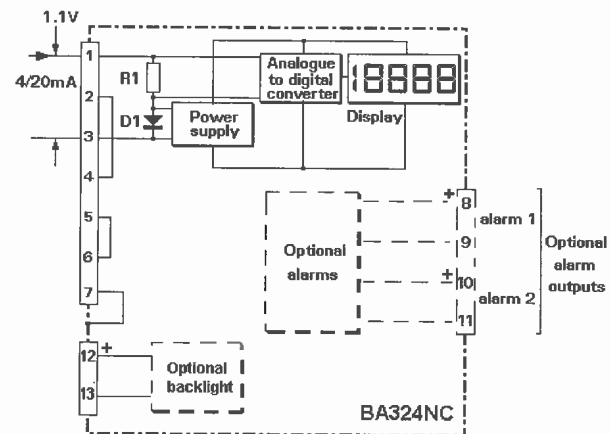 1.1V
4/20mA
1
2
3
4
5
6
7
12
13
+
R1
D1
Power
supply
Analogue
to digital
converter
8888
Display
Optional
alarms
+
8
9
+
10
11
alarm 1
alarm 2
Optional
alarm
outputs
Optional
backlight
BA324NC